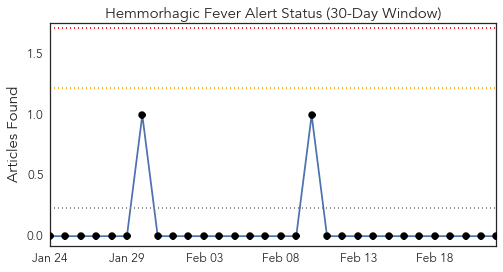 Hemmorhagic Fever Alert Status (30-Day Window)
Articles Found
1.5
1.0
0.5
0.0
Jan 24 Jan 29 Feb 03 Feb 08 Feb 13 Feb 18